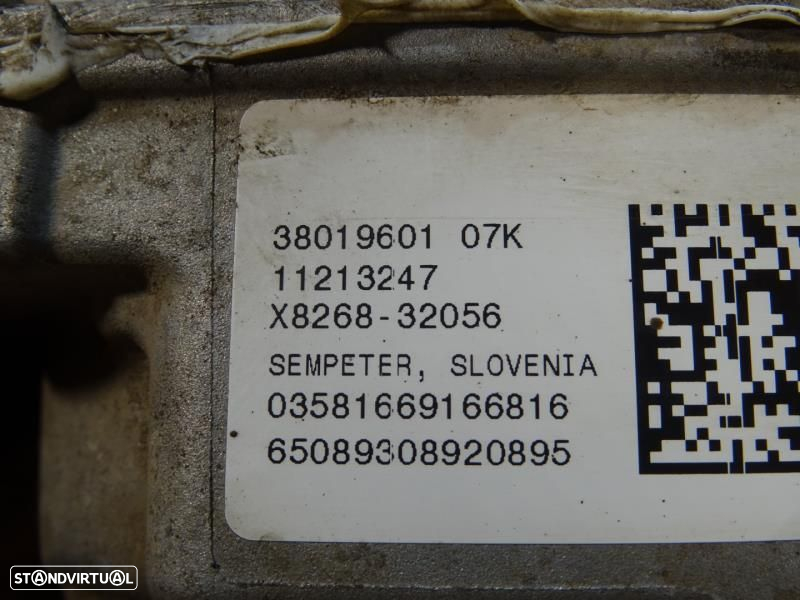 38019601 07K
11213247
X8268-32056
SEMPETER, SLOVENIA
03581669166816
65089308920895
STANDVIRTUAL